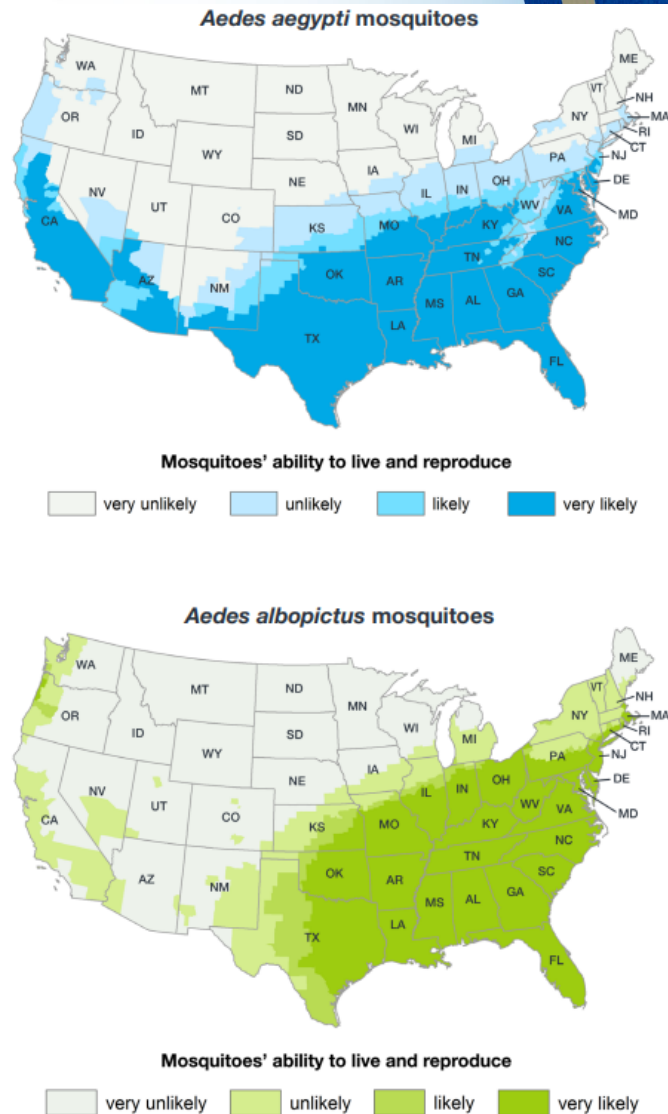 Aedes aegypti mosquitoes
WA
MT
ND
MN
ME
VT
NH
MA
RI
CT
NJ
DE
MD
OR
ID
WY
SD
WI
MI
NY
PA
NV
UT
CO
NE
IA
IL
IN
OH
WV
VA
CA
AZ
NM
KS
MO
KY
NC
TN
OK
AR
SC
TX
LA
MS
AL
GA
FL
Mosquitoes' ability to live and reproduce
very unlikely unlikely likely very likely
Aedes albopictus mosquitoes
WA
MT
ND
MN
ME
VT
NH
MA
RI
CT
NJ
DE
MD
OR
ID
WY
SD
WI
MI
NY
PA
NV
UT
CO
NE
IA
IL
IN
OH
WV
VA
CA
AZ
NM
KS
MO
KY
NC
TN
OK
AR
SC
TX
LA
MS
AL
GA
FL
Mosquitoes' ability to live and reproduce
very unlikely unlikely likely very likely